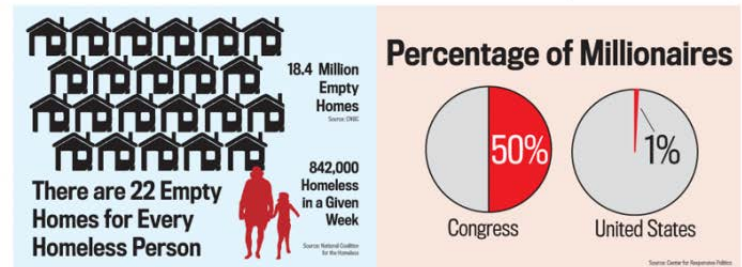 18.4 Million
Empty
Homes
Source: CNBC
842,000
Homeless
in a Given
Week
Source: National Coalition
for the Homeless
There are 22 Empty
Homes for Every
Homeless Person
Percentage of Millionaires
50%
1%
Congress
United States
Source: Center for Responsive Politics